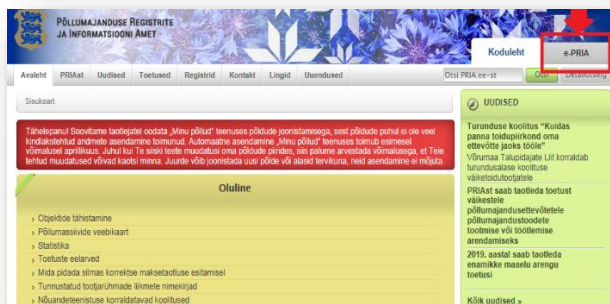 PÕLLUMAJANDUSE REGISTRITE
JA INFORMATSIOONI AMET
Koduleht
e-PRIA
Avaleht PRIAst Uudised Toetused Registrid Kontakt Lingid Uuendused
Otsi PRIA.ee-st Otsi Detailotsing
Sisukaart
Tähelepanu! Soovitame taotlejatel oodata „Minu põllud" teenuses põldude joonistamisega, sest põldude puhul ei ole veel
kindlakstehtud andmete asendamine toimunud. Automaatne asendamine „Minu põllud" teenuses toimub esimesel
võimalusel aprillikuus. Juhul kui Te siiski teete muudatusi oma põldude piirides, siis palume arvestada võimalusega, et Teie
tehtud muudatused võivad kaotsi minna. Juurde võib joonistada uusi põlde või alasid tervikuna, neid asendamine ei mõjuta.
Oluline
› Objektide tähistamine
› Põllumassiivide veebikaart
› Statistika
› Toetuste eelarved
› Mida pidada silmas korrektse maksetaotluse esitamisel
› Tunnustatud tootjarühmade liikmete nimekirjad
› Nõuandeteenistuse korraldatavad koolitused
UUDISED
Turunduse koolitus "Kuidas
panna toidupirkond oma
ettevõtte jaoks tööle"
Võrumaa Talupidajate Liit korraldab
turundusalase koolituse
väiketoidutootjatele
PRIAst saab taotleda toetust
väikestele
põllumajandusettevõtetele
põllumajandustoodete
tootmise või töötlemise
arendamiseks
2019. aastal saab taotleda
enamikke maaelu arengu
toetusi
Kõik uudised »